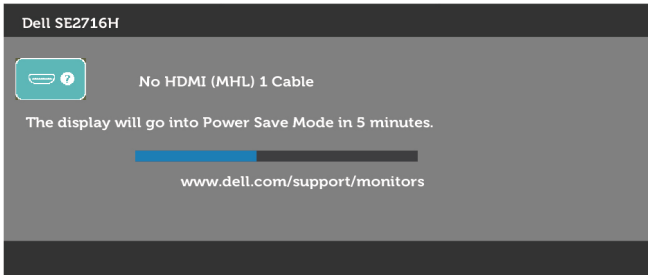 Dell SE2716H
?
No HDMI (MHL) 1 Cable
The display will go into Power Save Mode in 5 minutes.
www.dell.com/support/monitors